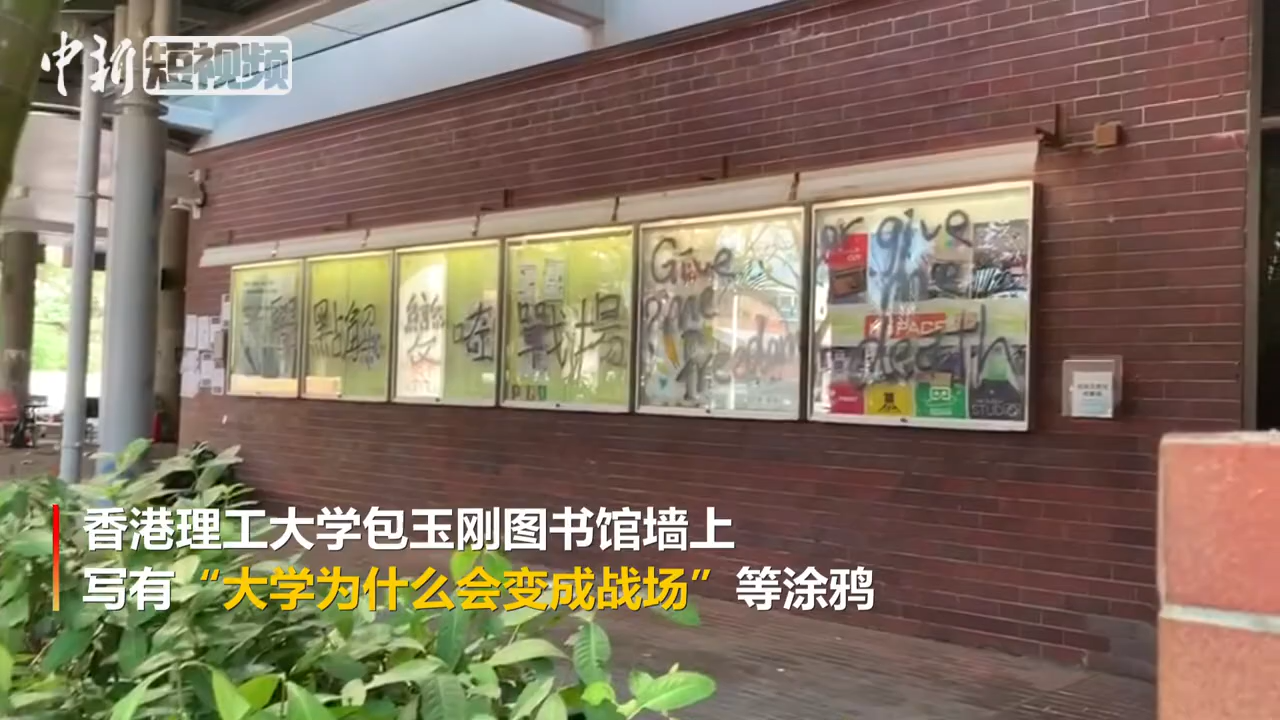 中新短视频
點解
變
戰場
Give
me
freedom
or give
me
death
STUDIO
香港理工大学包玉刚图书馆墙上
写有“大学为什么会变成战场”等涂鸦